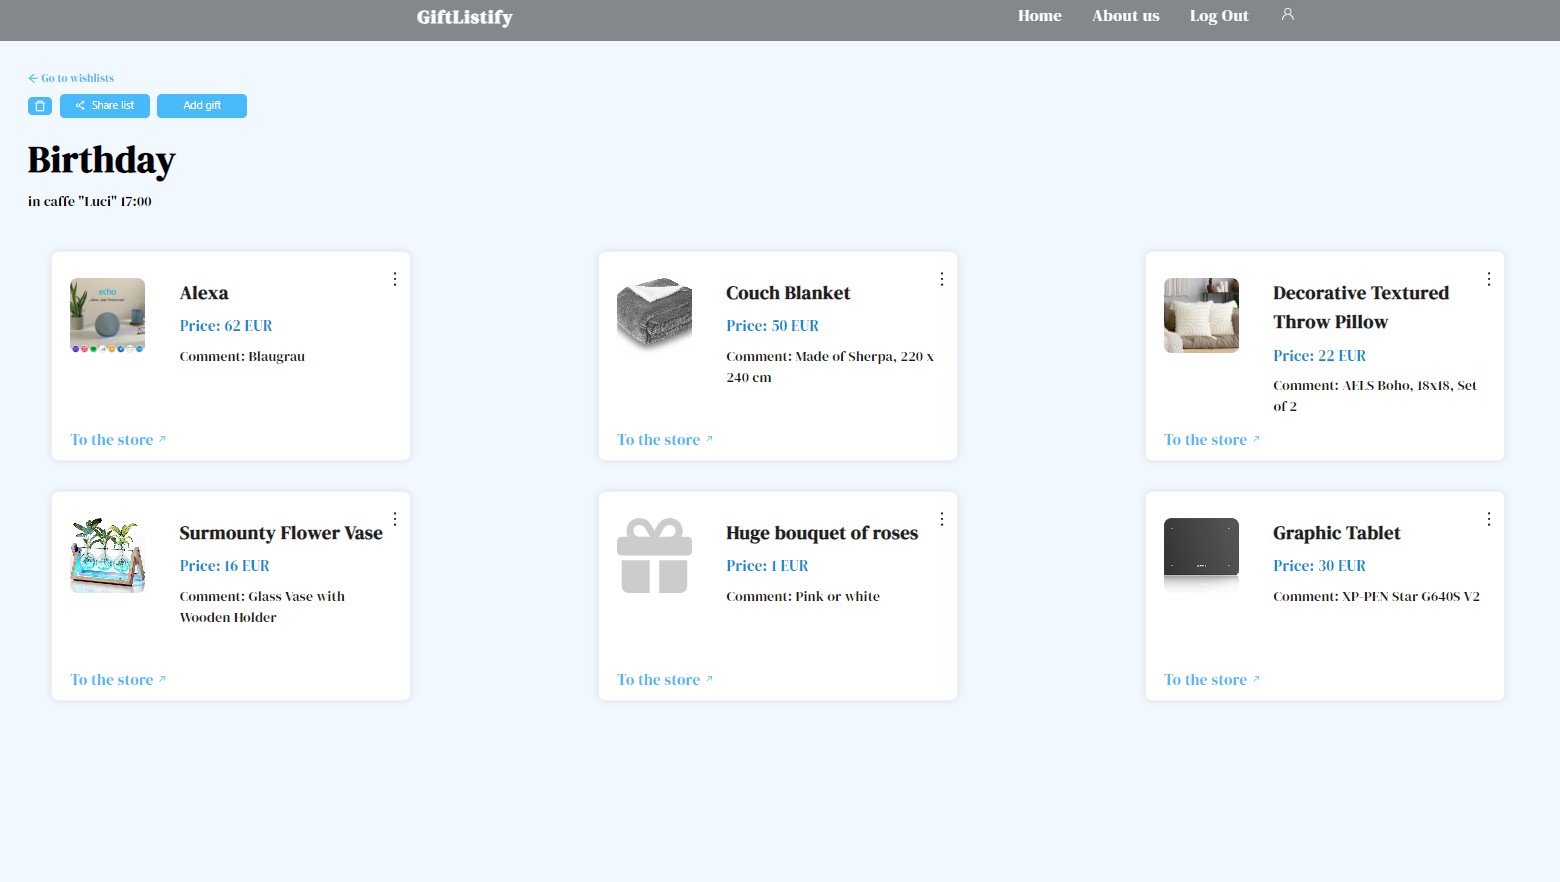 GiftListify
Home
About us
Log Out
Go to wishlists
Share list
Add gift
Birthday
in caffe "Luci" 17:00
echo
Alexa
Price: 62 EUR
Comment: Blaugrau
To the store
Couch Blanket
Price: 50 EUR
Comment: Made of Sherpa, 220 x
240 cm
To the store
Decorative Textured
Throw Pillow
Price: 22 EUR
Comment: AELS Boho, 18x18, Set
of 2
To the store
Surmounty Flower Vase
Price: 16 EUR
Comment: Glass Vase with
Wooden Holder
To the store
Huge bouquet of roses
Price: 1 EUR
Comment: Pink or white
To the store
Graphic Tablet
Price: 30 EUR
Comment: XP-PEN Star G640S V2
To the store